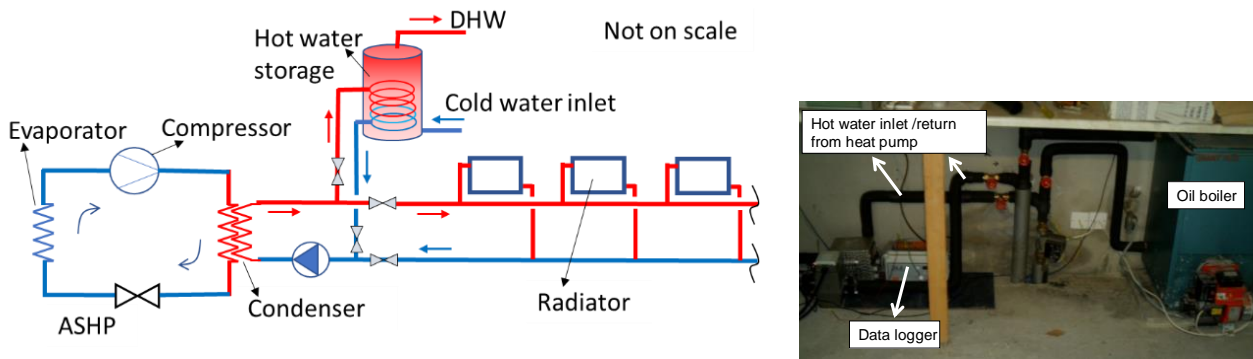 DHW
Hot water
storage
Not on scale
Cold water inlet
Evaporator
Compressor
Condenser
Radiator
ASHP
Hot water inlet /return
from heat pump
Oil boiler
Data logger